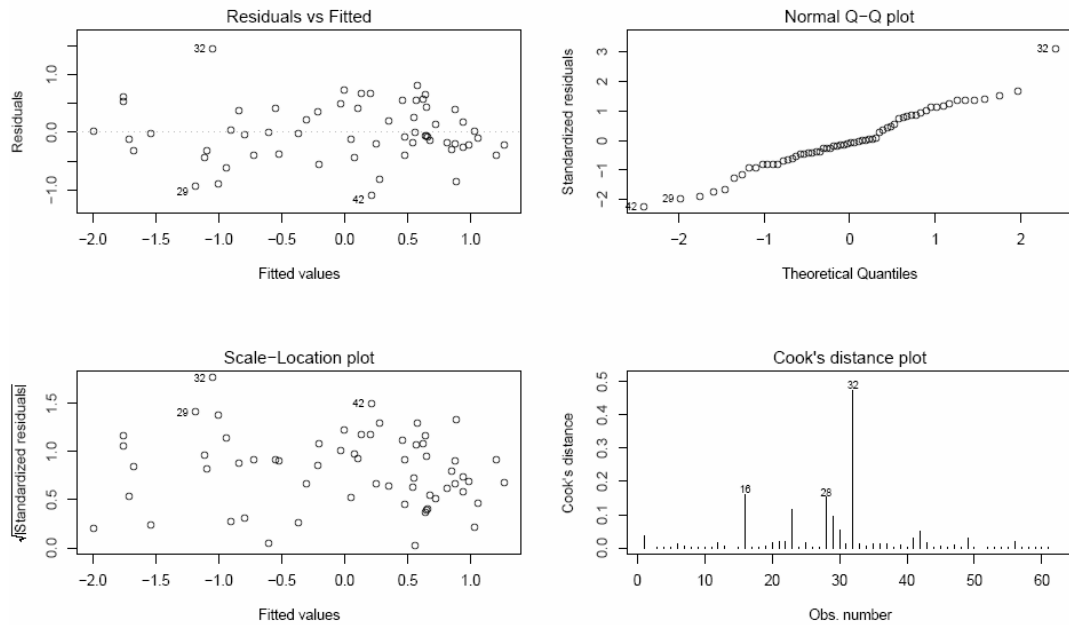 Residuals vs Fitted
Residuals
1.0
0.0
−1.0
32
29
42
−2.0 −1.5 −1.0 −0.5 0.0 0.5 1.0
Fitted values
Normal Q−Q plot
Standardized residuals
3
2
1
0
−1
−2
32
42
29
−2 −1 0 1 2
Theoretical Quantiles
Scale−Location plot
√|Standardized residuals|
1.5
1.0
0.5
0.0
32
29
42
−2.0 −1.5 −1.0 −0.5 0.0 0.5 1.0
Fitted values
Cook's distance plot
Cook's distance
0.5
0.4
0.3
0.2
0.1
0.0
32
16
28
0 10 20 30 40 50 60
Obs. number